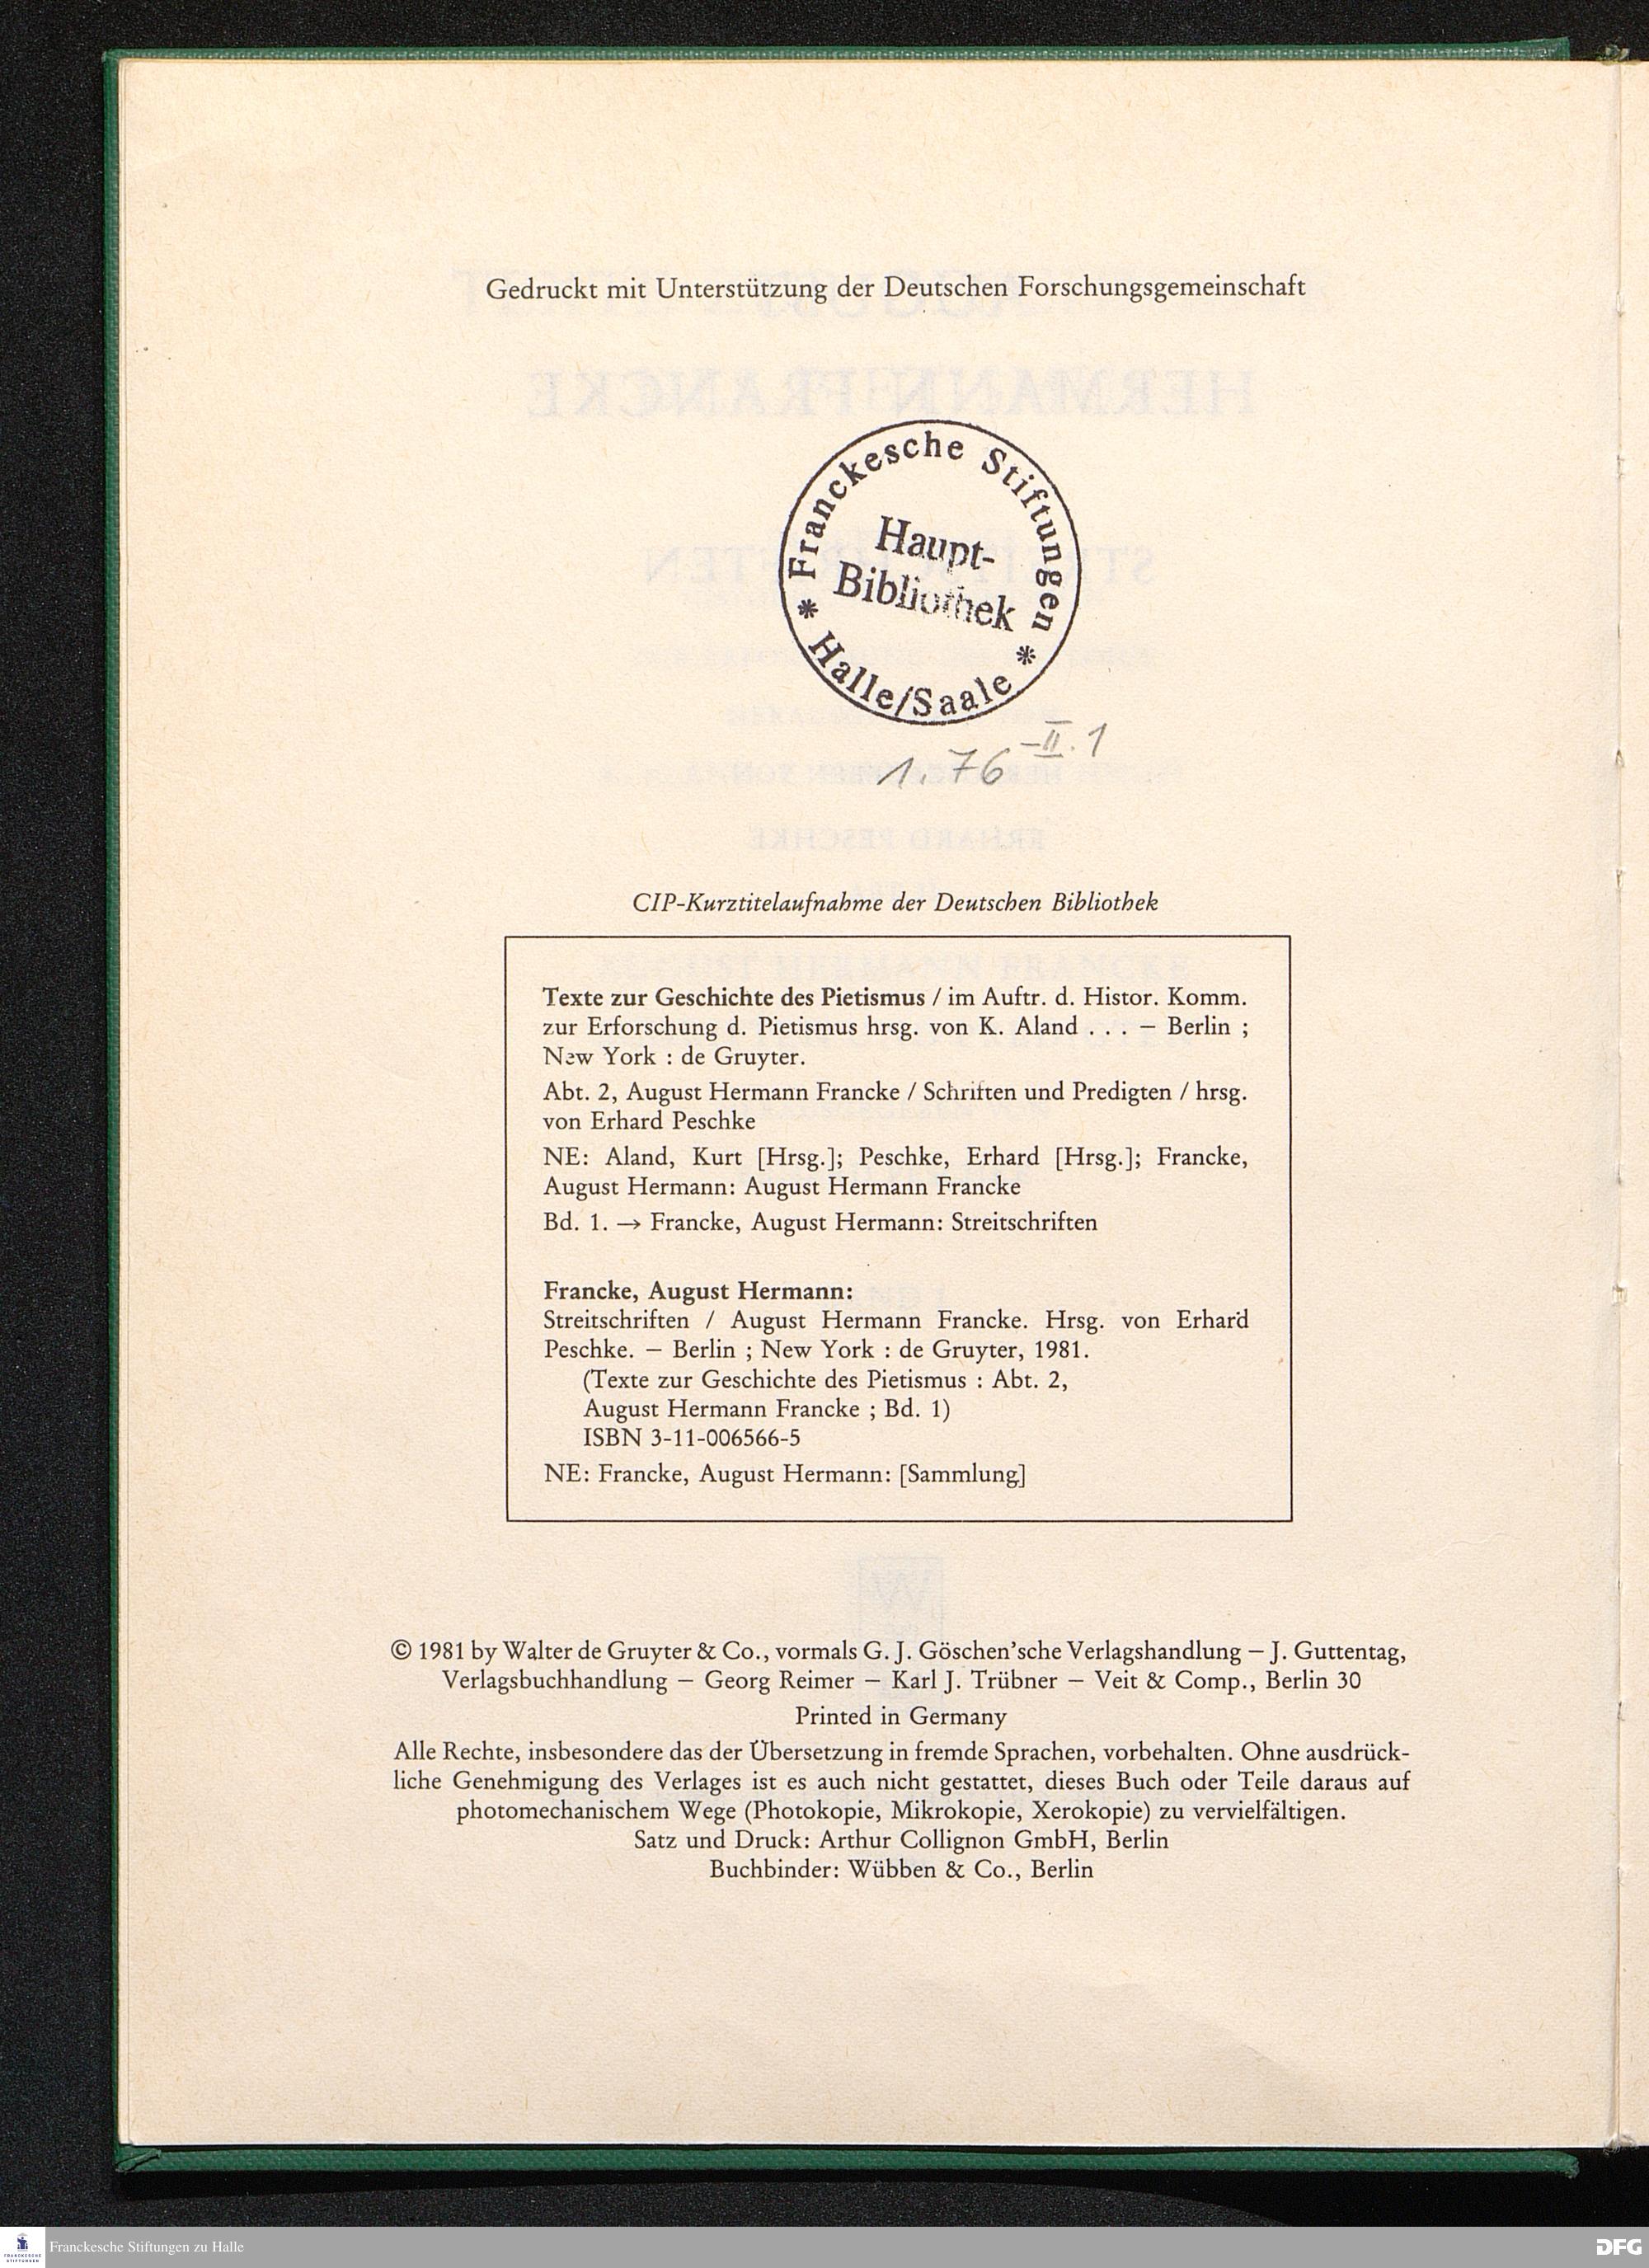 Gedruckt mit Unterstützung der Deutschen Forschungsgemeinschaft
HERMANN FRANCKE
Franckesche Stiftungen
Haupt-
Bibliothek
* Halle/Saale *
1.76-II.1
ERHARD PESCHKE
CIP-Kurztitelaufnahme der Deutschen Bibliothek
Texte zur Geschichte des Pietismus / im Auftr. d. Histor. Komm.
zur Erforschung d. Pietismus hrsg. von K. Aland . . . – Berlin ;
New York : de Gruyter.
Abt. 2, August Hermann Francke / Schriften und Predigten / hrsg.
von Erhard Peschke
NE: Aland, Kurt [Hrsg.]; Peschke, Erhard [Hrsg.]; Francke,
August Hermann: August Hermann Francke
Bd. 1. → Francke, August Hermann: Streitschriften
Francke, August Hermann:
Streitschriften / August Hermann Francke. Hrsg. von Erhard
Peschke. – Berlin ; New York : de Gruyter, 1981.
(Texte zur Geschichte des Pietismus : Abt. 2,
August Hermann Francke ; Bd. 1)
ISBN 3-11-006566-5
NE: Francke, August Hermann: [Sammlung]
© 1981 by Walter de Gruyter & Co., vormals G. J. Göschen’sche Verlagshandlung – J. Guttentag,
Verlagsbuchhandlung – Georg Reimer – Karl J. Trübner – Veit & Comp., Berlin 30
Printed in Germany
Alle Rechte, insbesondere das der Übersetzung in fremde Sprachen, vorbehalten. Ohne ausdrück-
liche Genehmigung des Verlages ist es auch nicht gestattet, dieses Buch oder Teile daraus auf
photomechanischem Wege (Photokopie, Mikrokopie, Xerokopie) zu vervielfältigen.
Satz und Druck: Arthur Collignon GmbH, Berlin
Buchbinder: Wübben & Co., Berlin
FRANCKESCHE
STIFTUNGEN
Franckesche Stiftungen zu Halle
DFG